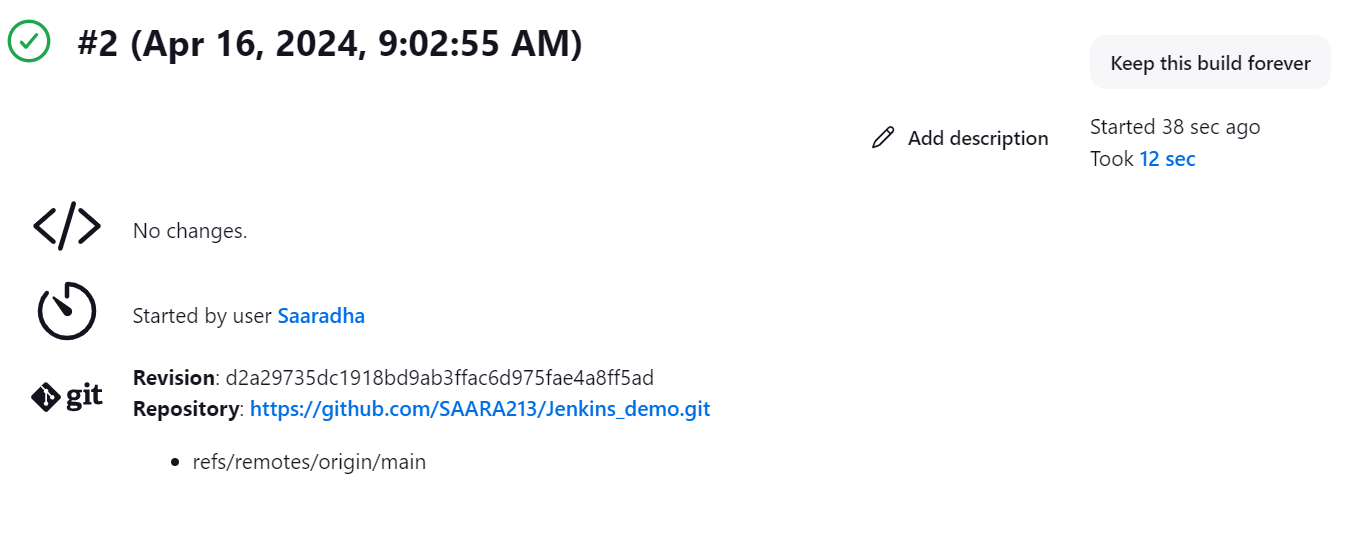 #2 (Apr 16, 2024, 9:02:55 AM)
Keep this build forever
Add description
Started 38 sec ago
Took 12 sec
No changes.
Started by user Saaradha
git
Revision: d2a29735dc1918bd9ab3ffac6d975fae4a8ff5ad
Repository: https://github.com/SAARA213/Jenkins_demo.git
refs/remotes/origin/main